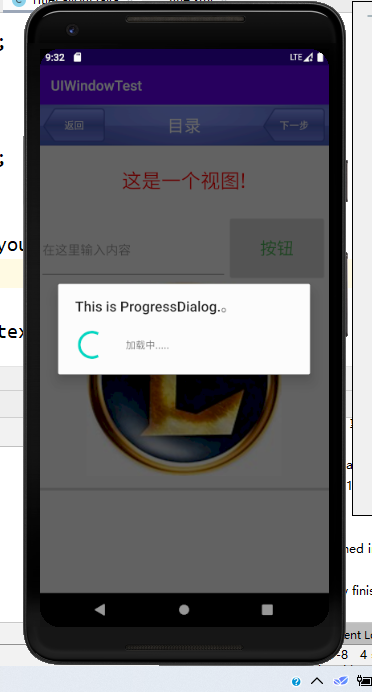 ;
9:32
LTE
UIWindowTest
返回
目录
下一步
;
这是一个视图!
you
在这里输入内容
按钮
This is ProgressDialog.。
加载中.....
tex
ned i
finis
ent Lo
-8
4